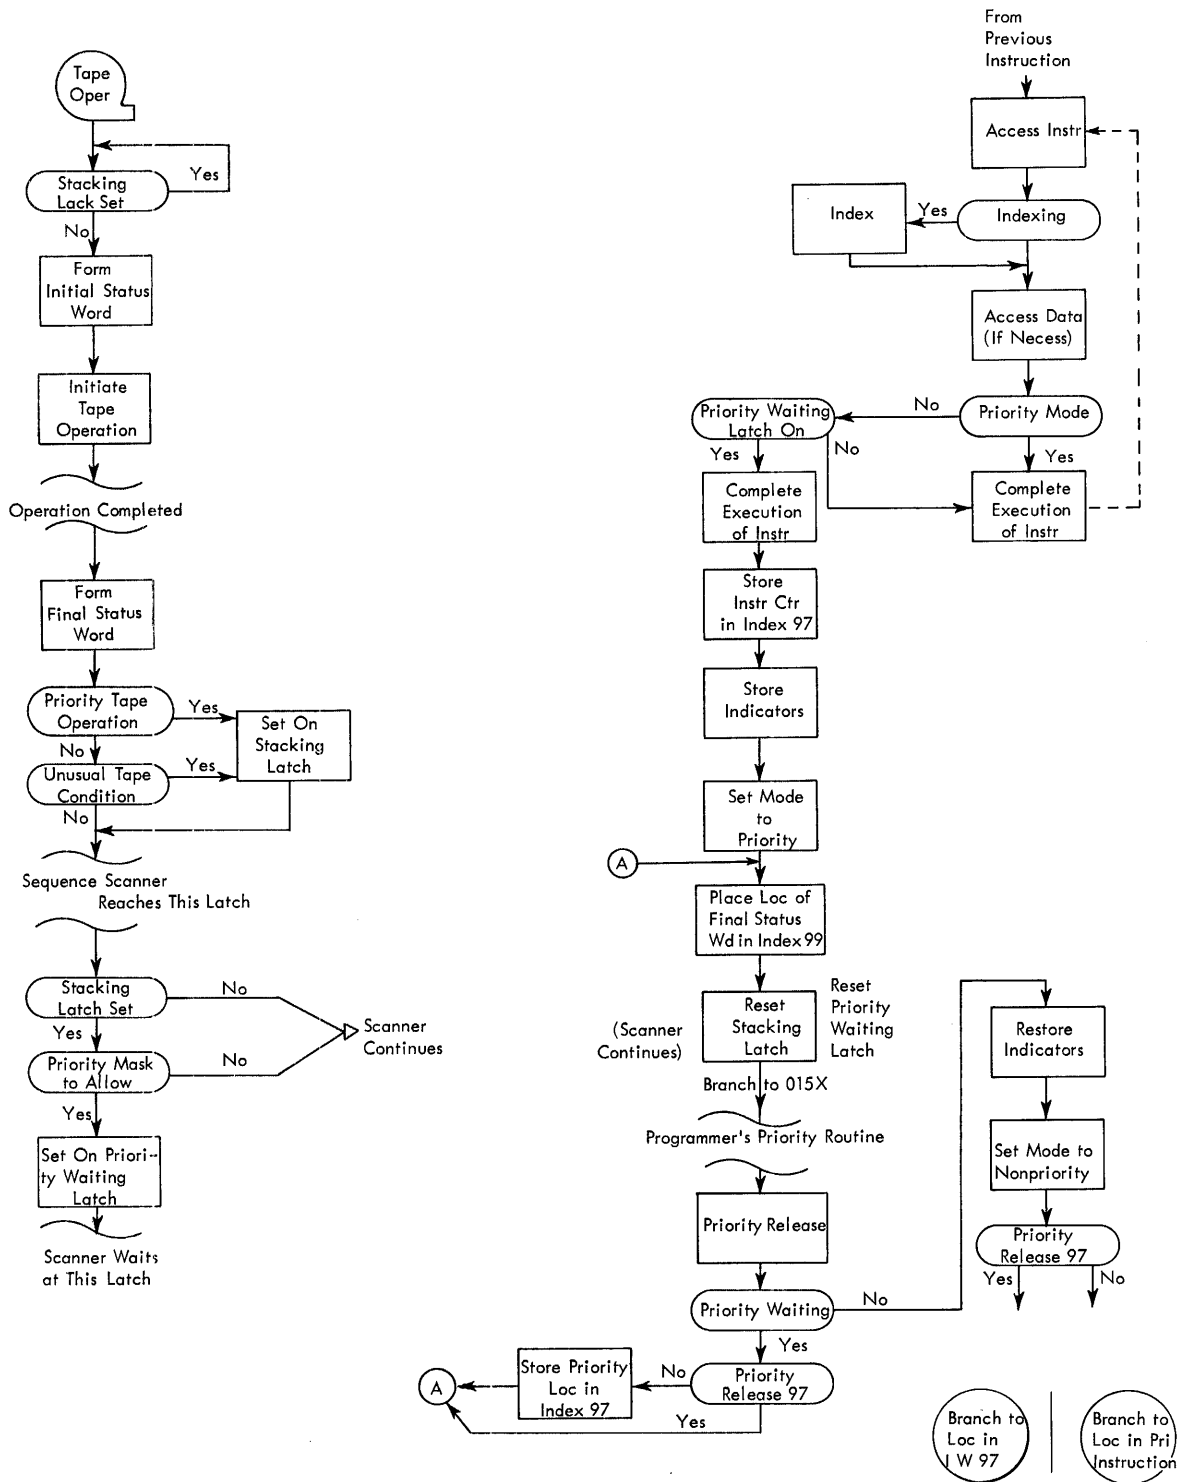 Tape
Oper
Yes
Stacking
Lack Set
No
Form
Initial Status
Word
Initiate
Tape
Operation
Operation Completed
Form
Final Status
Word
Priority Tape
Operation
Yes
Set On
Stacking
Latch
No
Unusual Tape
Condition
Yes
No
Sequence Scanner
Reaches This Latch
Stacking
Latch Set
No
Yes
Scanner
Continues
Priority Mask
to Allow
No
Yes
Set On Priori-
ty Waiting
Latch
Scanner Waits
at This Latch
From
Previous
Instruction
Access Instr
Indexing
Yes
Index
Access Data
(If Necess)
Priority Mode
No
Priority Waiting
Latch On
Yes
No
Yes
Complete
Execution
of Instr
Complete
Execution
of Instr
Store
Instr Ctr
in Index 97
Store
Indicators
Set Mode
to
Priority
A
Place Loc of
Final Status
Wd in Index 99
(Scanner
Continues)
Reset
Stacking
Latch
Reset
Priority
Waiting
Latch
Branch to 015X
Programmer's Priority Routine
Priority Release
Priority Waiting
No
Yes
Priority
Release 97
No
Store Priority
Loc in
Index 97
A
Yes
Restore
Indicators
Set Mode to
Nonpriority
Priority
Release 97
Yes
No
Branch to
Loc in
I W 97
Branch to
Loc in Pri
Instruction